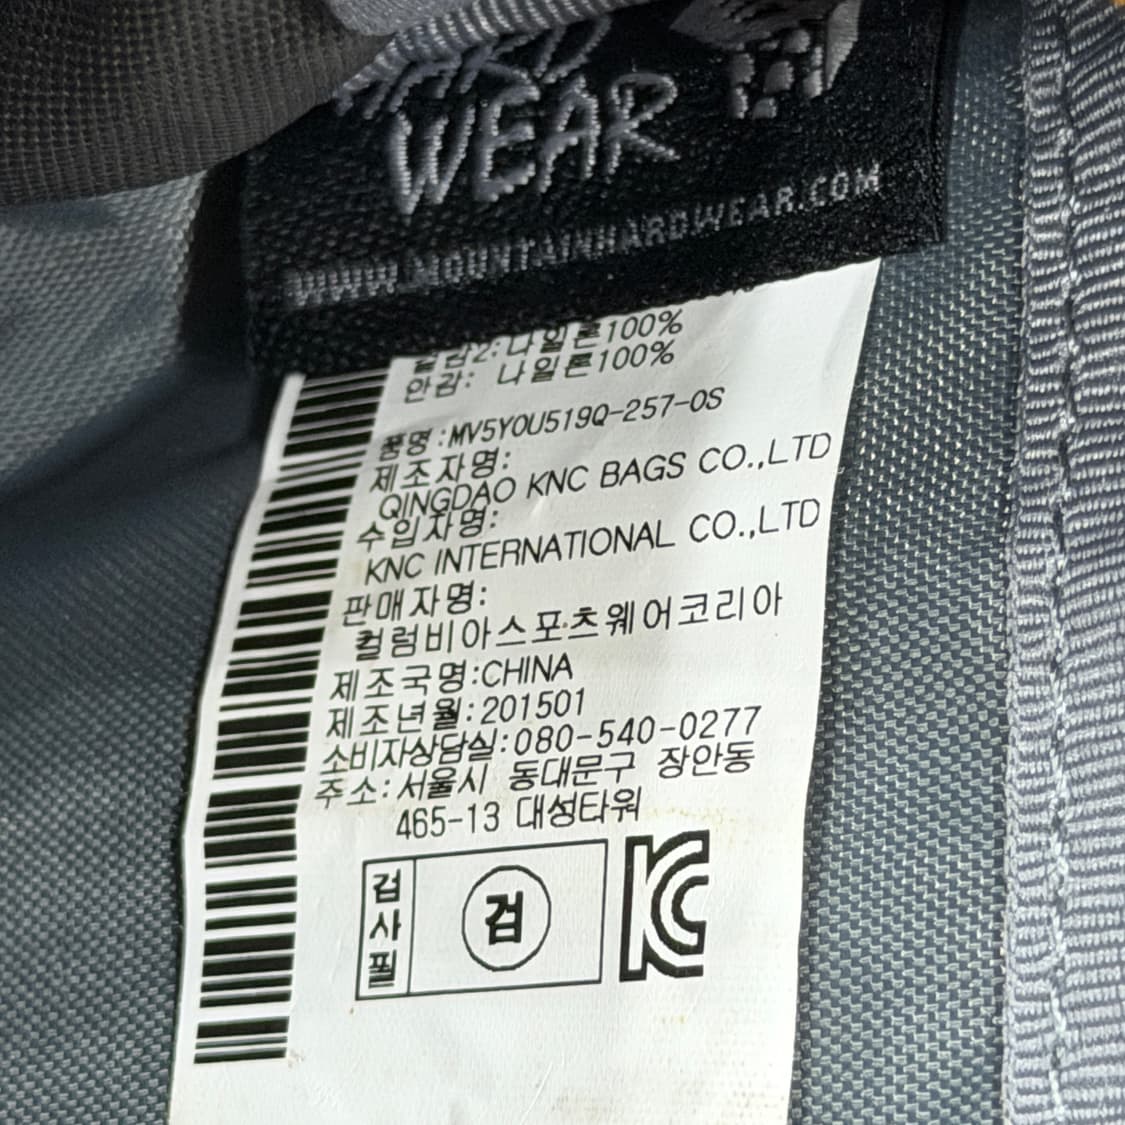 HARD
WEAR
WWW.MOUNTAINHARDWEAR.COM
겉감2: 나일론100%
안감: 나일론100%
품명:MV5YOU519Q-257-OS
제조자명:
QINGDAO KNC BAGS CO.,LTD
수입자명:
KNC INTERNATIONAL CO.,LTD
판매자명:
컬럼비아스포츠웨어코리아
제조국명:CHINA
제조년월:201501
소비자상담실:080-540-0277
주소:서울시 동대문구 장안동
465-13 대성타워
검사필
검
KC